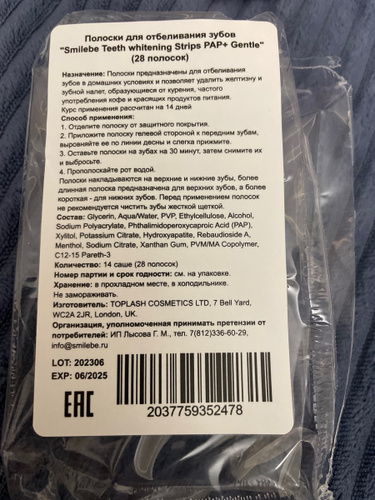 Полоски для отбеливания зубов
"Smilebe Teeth whitening Strips PAP+ Gentle"
(28 полосок)
Назначение: Полоски предназначены для отбеливания
зубов в домашних условиях и позволяет удалить желтизну и
зубной налет, образующиеся от курения, частого
употребления кофе и красящих продуктов питания.
Курс применения рассчитан на 14 дней
Способ применения:
1. Отделите полоску от защитного покрытия.
2. Приложите полоску гелевой стороной к передним зубам,
выровняйте ее по линии десны и слегка прижмите.
3. Оставьте полоски на зубах на 30 минут, затем снимите их
и выбросьте.
4. Прополоскайте рот водой.
Полоски накладываются на верхние и нижние зубы, более
длинная полоска предназначена для верхних зубов, а более
короткая - для нижних зубов. Перед применением полосок
не рекомендуется чистить зубы жесткой щеткой.
Состав: Glycerin, Aqua/Water, PVP, Ethylcellulose, Alcohol,
Sodium Polyacrylate, Phthalimidoperoxycaproic Acid (PAP),
Xylitol, Potassium Citrate, Hydroxyapatite, Rebaudioside A,
Menthol, Sodium Citrate, Xanthan Gum, PVM/MA Copolymer,
C12-15 Pareth-3
Количество: 14 саше (28 полосок)
Номер партии и срок годности: см. на упаковке.
Хранение: в прохладном месте, в холодильнике.
Не замораживать.
Изготовитель: TOPLASH COSMETICS LTD, 7 Bell Yard,
WC2A 2JR, London, UK.
Организация, уполномоченная принимать претензии от
потребителей: ИП Лысова Г. М., тел. 7(812)336-60-29,
info@smilebe.ru
LOT: 202306
EXP: 06/2025
EAC
2037759352478